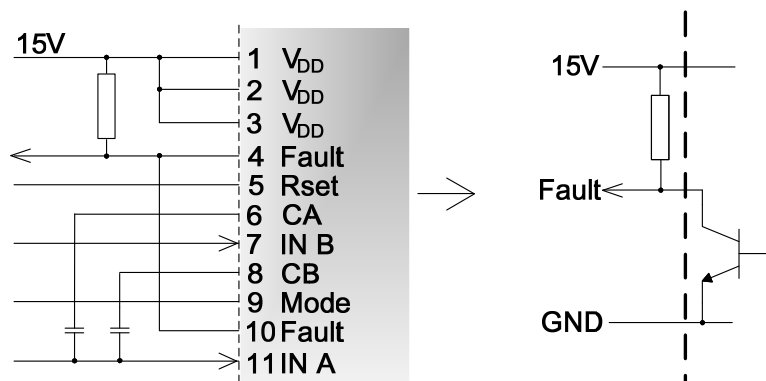 15V
1 VDD
2 VDD
3 VDD
4 Fault
5 Rset
6 CA
7 IN B
8 CB
9 Mode
10 Fault
11 IN A
15V
Fault
GND